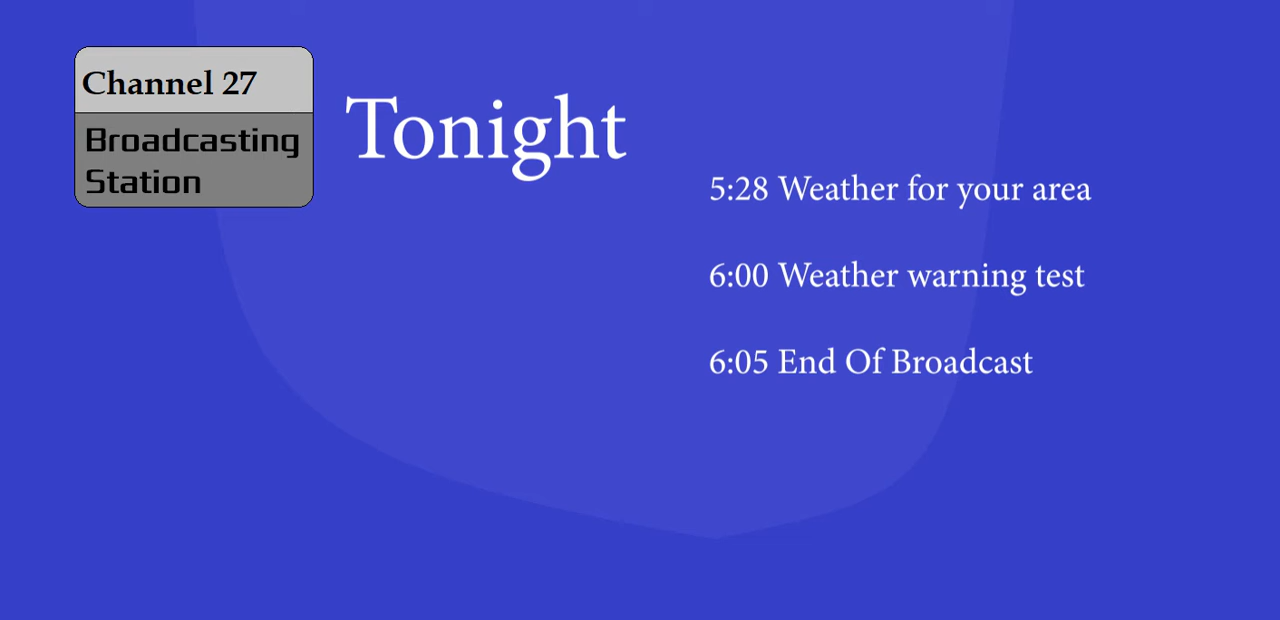 Channel 27
Broadcasting
Station
Tonight
5:28 Weather for your area
6:00 Weather warning test
6:05 End Of Broadcast